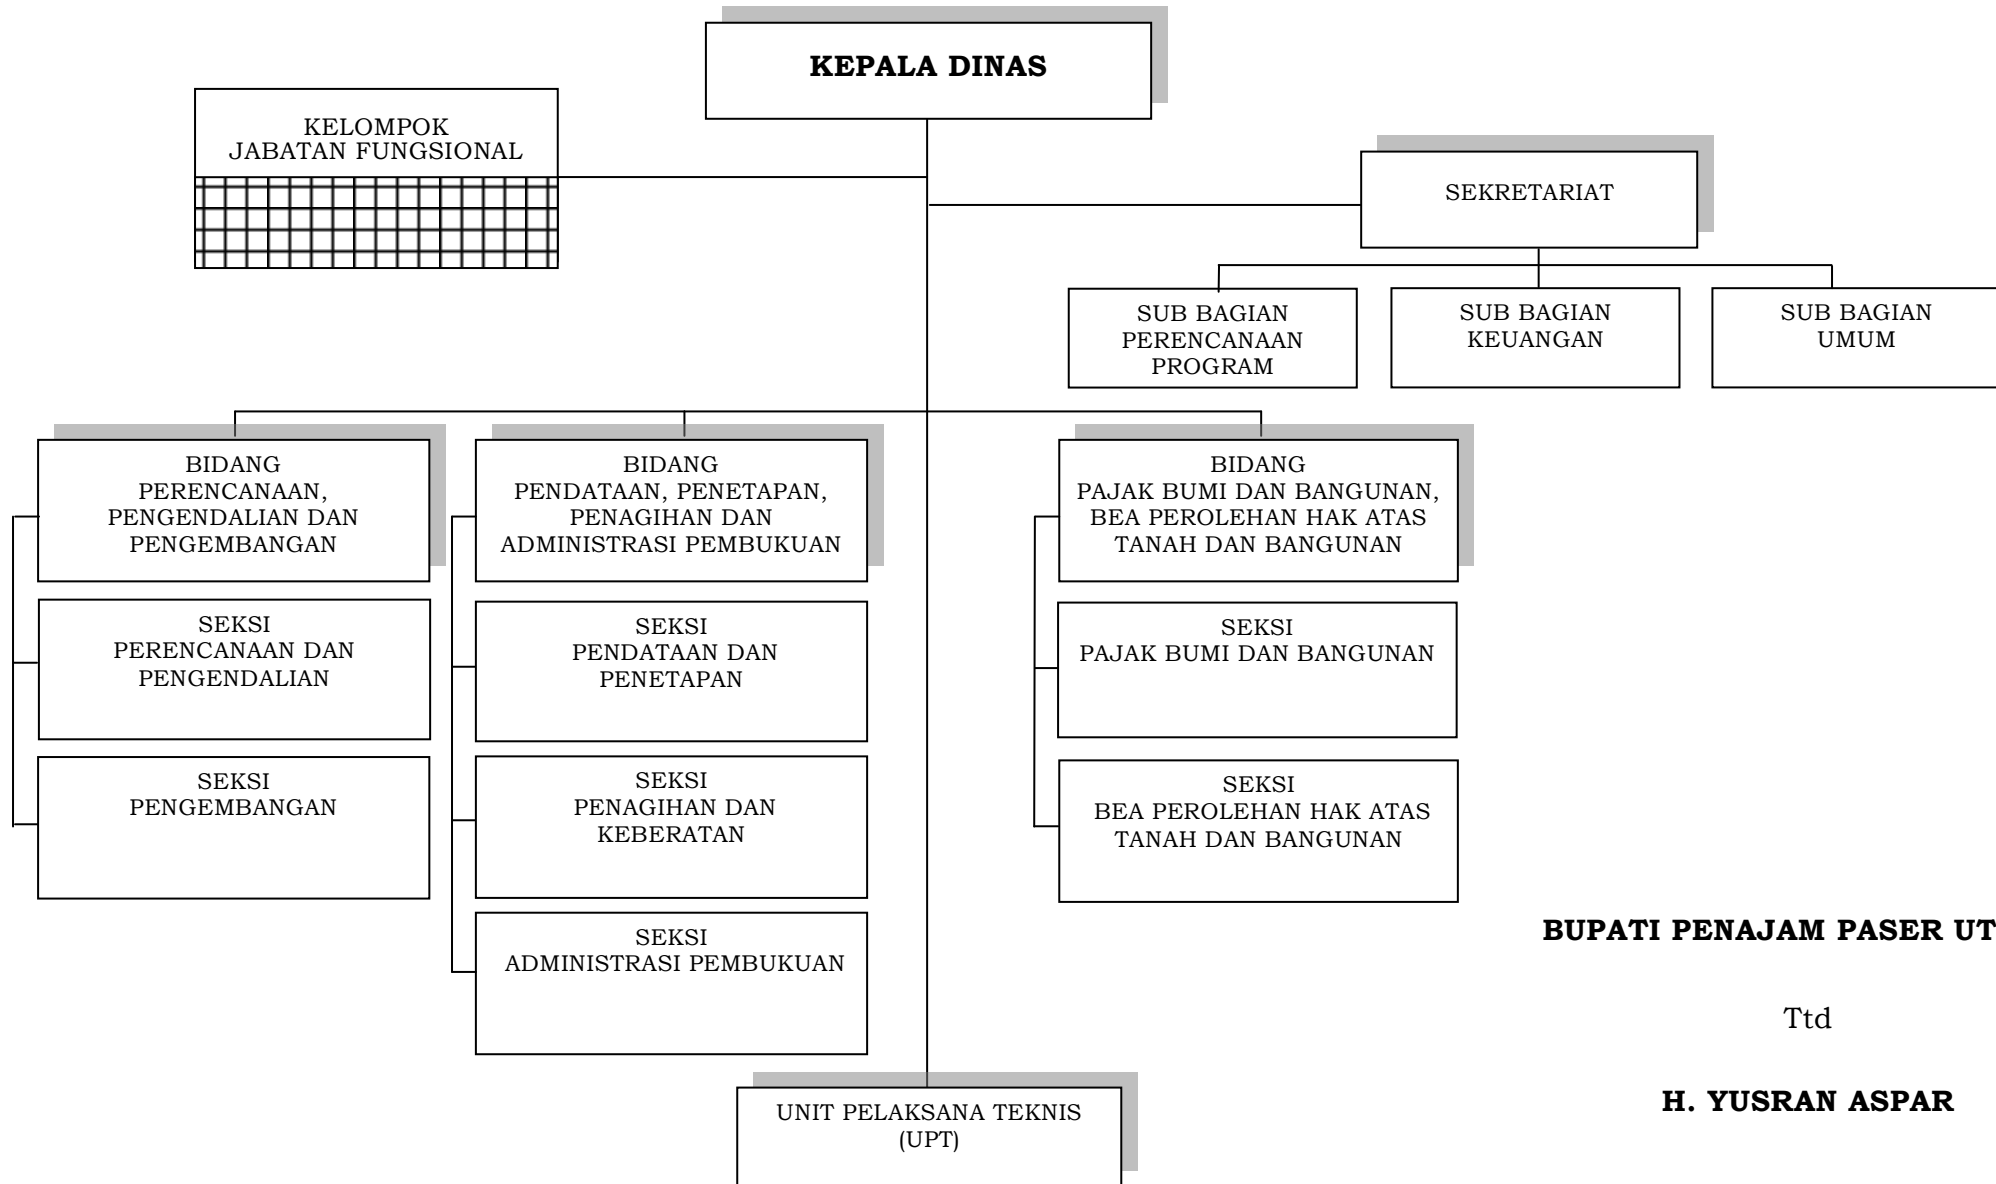 KEPALA DINAS
KELOMPOK
JABATAN FUNGSIONAL
SEKRETARIAT
SUB BAGIAN
PERENCANAAN
PROGRAM
SUB BAGIAN
KEUANGAN
SUB BAGIAN
UMUM
BIDANG
PERENCANAAN,
PENGENDALIAN DAN
PENGEMBANGAN
SEKSI
PERENCANAAN DAN
PENGENDALIAN
SEKSI
PENGEMBANGAN
BIDANG
PENDATAAN, PENETAPAN,
PENAGIHAN DAN
ADMINISTRASI PEMBUKUAN
SEKSI
PENDATAAN DAN
PENETAPAN
SEKSI
PENAGIHAN DAN
KEBERATAN
SEKSI
ADMINISTRASI PEMBUKUAN
BIDANG
PAJAK BUMI DAN BANGUNAN,
BEA PEROLEHAN HAK ATAS
TANAH DAN BANGUNAN
SEKSI
PAJAK BUMI DAN BANGUNAN
SEKSI
BEA PEROLEHAN HAK ATAS
TANAH DAN BANGUNAN
UNIT PELAKSANA TEKNIS
(UPT)
BUPATI PENAJAM PASER UT
Ttd
H. YUSRAN ASPAR